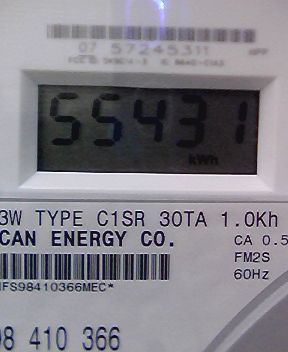 07 57245311
55431
kWh
3W TYPE C1SR 30TA 1.0Kh
CAN ENERGY CO.
CA 0.5
FM2S
60Hz
NFS98410366MEC*
98 410 366